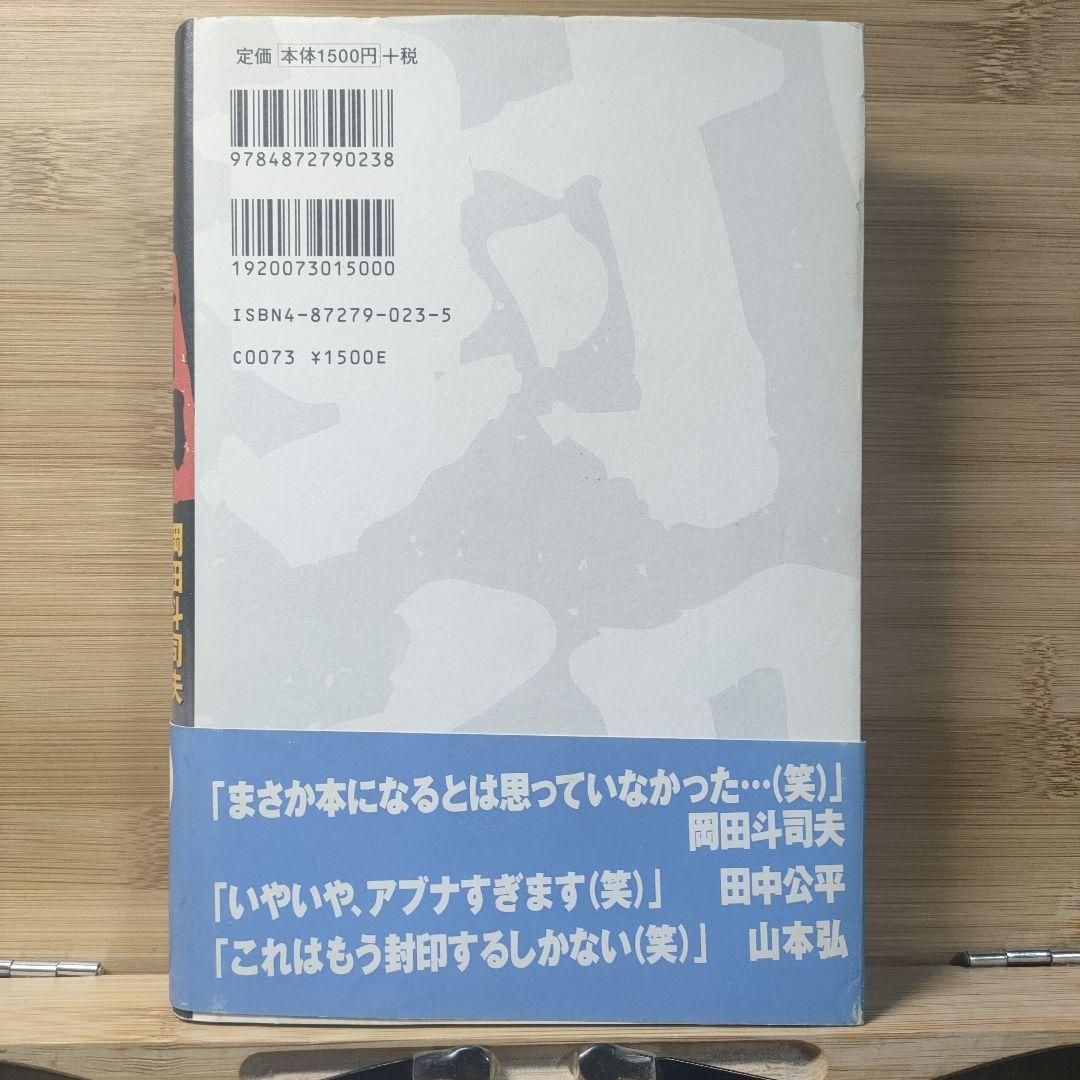 定価 本体1500円 +税
9784872790238
1920073015000
ISBN4-87279-023-5
C0073 ¥1500E
岡田斗司夫
「まさか本になるとは思っていなかった…(笑)」
岡田斗司夫
「いやいや、アブナすぎます(笑)」 田中公平
「これはもう封印するしかない(笑)」 山本弘